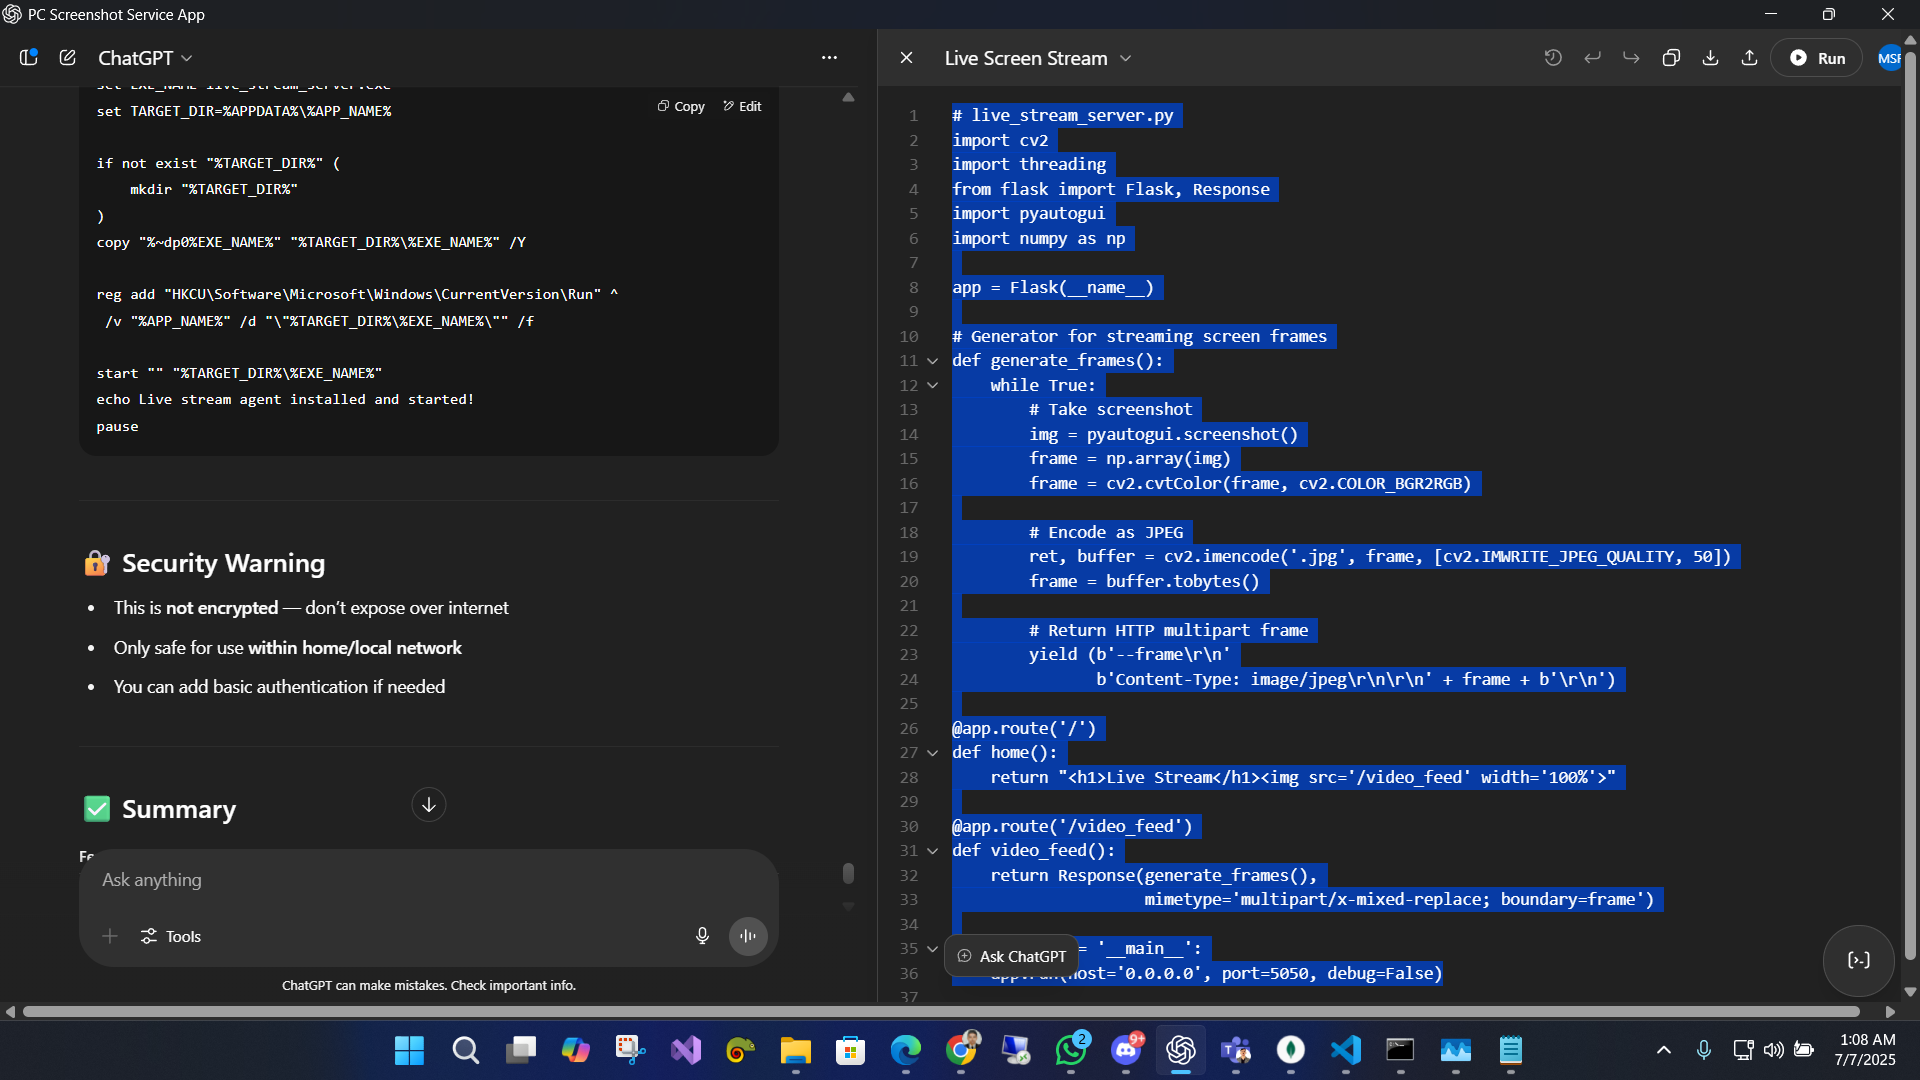 PC Screenshot Service App
ChatGPT
set TARGET_DIR=%APPDATA%\%APP_NAME%
Copy
Edit
if not exist "%TARGET_DIR%" (
    mkdir "%TARGET_DIR%"
)
copy "%~dp0%EXE_NAME%" "%TARGET_DIR%\%EXE_NAME%" /Y
reg add "HKCU\Software\Microsoft\Windows\CurrentVersion\Run" ^
 /v "%APP_NAME%" /d "\"%TARGET_DIR%\%EXE_NAME%\"" /f
start "" "%TARGET_DIR%\%EXE_NAME%"
echo Live stream agent installed and started!
pause
Security Warning
This is not encrypted — don't expose over internet
Only safe for use within home/local network
You can add basic authentication if needed
Summary
Ask anything
Tools
ChatGPT can make mistakes. Check important info.
Live Screen Stream
Run
MSF
1 # live_stream_server.py
2 import cv2
3 import threading
4 from flask import Flask, Response
5 import pyautogui
6 import numpy as np
7
8 app = Flask(__name__)
9
10 # Generator for streaming screen frames
11 def generate_frames():
12     while True:
13         # Take screenshot
14         img = pyautogui.screenshot()
15         frame = np.array(img)
16         frame = cv2.cvtColor(frame, cv2.COLOR_BGR2RGB)
17
18         # Encode as JPEG
19         ret, buffer = cv2.imencode('.jpg', frame, [cv2.IMWRITE_JPEG_QUALITY, 50])
20         frame = buffer.tobytes()
21
22         # Return HTTP multipart frame
23         yield (b'--frame\r\n'
24                b'Content-Type: image/jpeg\r\n\r\n' + frame + b'\r\n')
25
26 @app.route('/')
27 def home():
28     return "<h1>Live Stream</h1><img src='/video_feed' width='100%'>"
29
30 @app.route('/video_feed')
31 def video_feed():
32     return Response(generate_frames(),
33                     mimetype='multipart/x-mixed-replace; boundary=frame')
34
35 = '__main__':
36 host='0.0.0.0', port=5050, debug=False)
37
Ask ChatGPT
2
9+
1:08 AM
7/7/2025